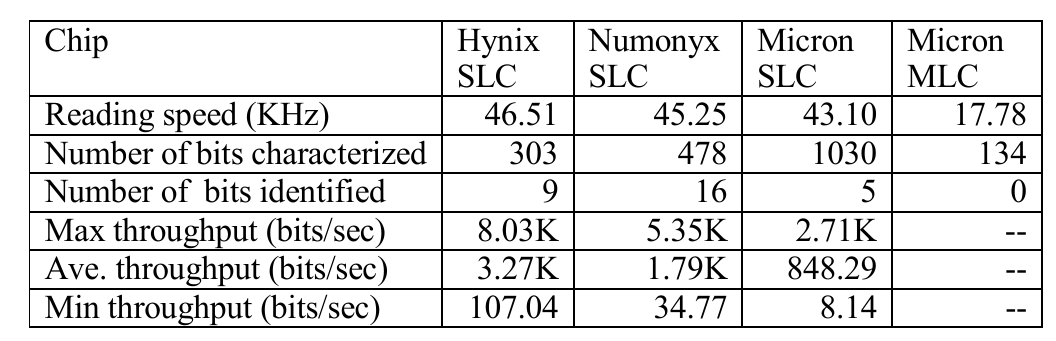 Chip Hynix SLC Numonyx SLC Micron SLC Micron MLC
Reading speed (KHz) 46.51 45.25 43.10 17.78
Number of bits characterized 303 478 1030 134
Number of bits identified 9 16 5 0
Max throughput (bits/sec) 8.03K 5.35K 2.71K --
Ave. throughput (bits/sec) 3.27K 1.79K 848.29 --
Min throughput (bits/sec) 107.04 34.77 8.14 --